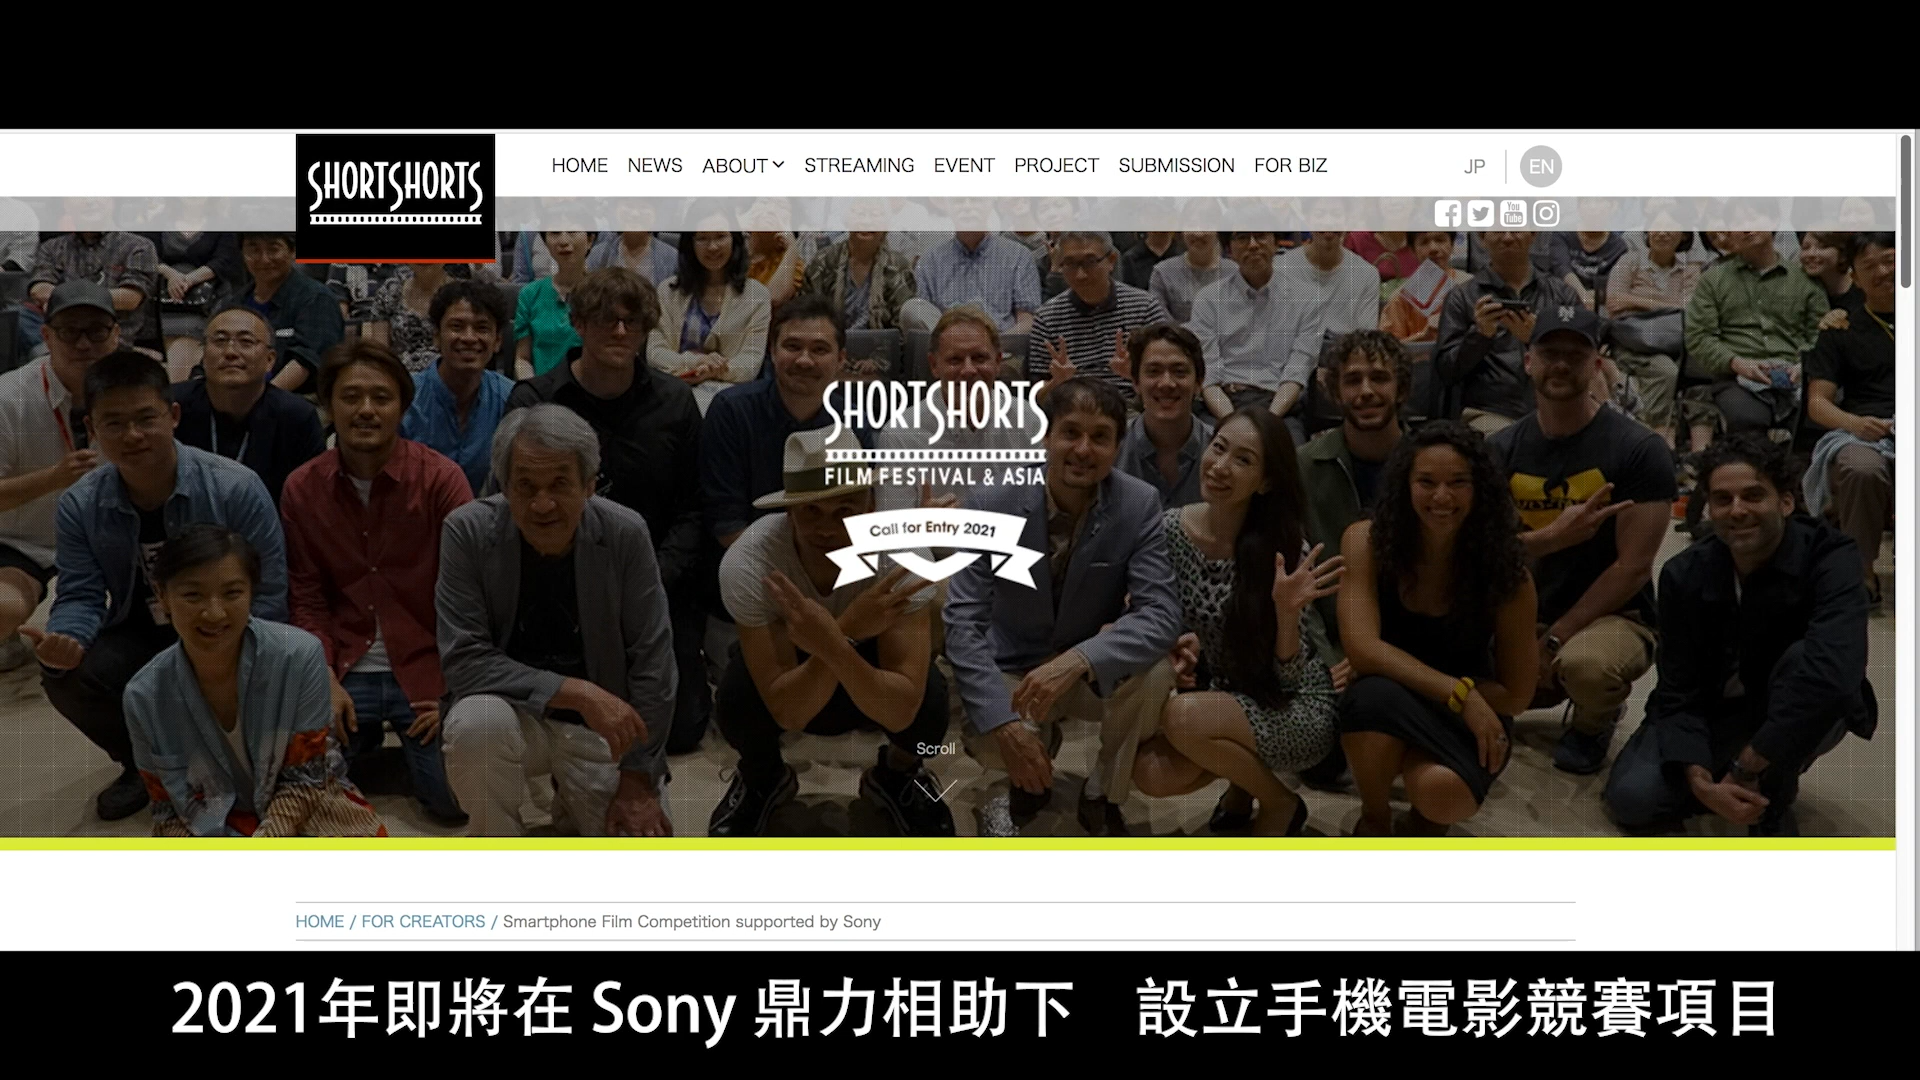 SHORTSHORTS
HOME NEWS ABOUT STREAMING EVENT PROJECT SUBMISSION FOR BIZ
JP EN
You Tube
SHORTSHORTS
FILM FESTIVAL & ASIA
Call for Entry 2021
Scroll
HOME / FOR CREATORS / Smartphone Film Competition supported by Sony
2021年即將在 Sony 鼎力相助下 設立手機電影競賽項目